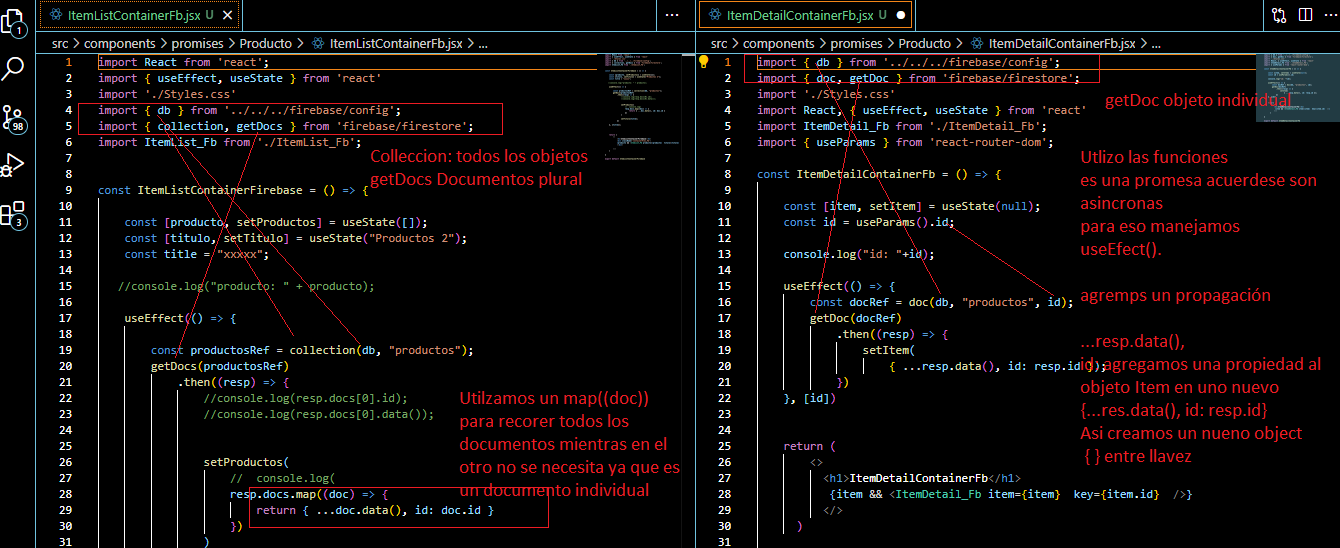 ItemListContainerFb.jsx U
src > components > promises > Producto > ItemListContainerFb.jsx > ...
1 import React from 'react';
2 import { useEffect, useState } from 'react'
3 import './Styles.css'
4 import { db } from '../../../firebase/config';
5 import { collection, getDocs } from 'firebase/firestore';
6 import ItemList_Fb from './ItemList_Fb';
7
8
9 const ItemListContainerFirebase = () => {
10
11 const [producto, setProductos] = useState([]);
12 const [titulo, setTitulo] = useState("Productos 2");
13 const title = "xxxxx";
14
15 //console.log("producto: " + producto);
16
17 useEffect(() => {
18
19 const productosRef = collection(db, "productos");
20 getDocs(productosRef)
21 .then((resp) => {
22 //console.log(resp.docs[0].id);
23 //console.log(resp.docs[0].data());
24
25
26 setProductos(
27 // console.log(
28 resp.docs.map((doc) => {
29 return { ...doc.data(), id: doc.id }
30 })
31 )
Colleccion: todos los objetos
getDocs Documentos plural
Utilzamos un map((doc))
para recorer todos los
documentos mientras en el
otro no se necesita ya que es
un documento individual
1
98
3
ItemDetailContainerFb.jsx U
src > components > promises > Producto > ItemDetailContainerFb.jsx > ...
1 import { db } from '../../../firebase/config';
2 import { doc, getDoc } from 'firebase/firestore';
3 import './Styles.css'
4 import React, { useEfffect, useState } from 'react'
5 import ItemDetail_Fb from './ItemDetail_Fb';
6 import { useParams } from 'react-router-dom';
7
8 const ItemDetailContainerFb = () => {
9
10 const [item, setItem] = useState(null);
11 const id = useParams().id;
12
13 console.log("id: "+id);
14
15 useEffect(() => {
16 const docRef = doc(db, "productos", id);
17 getDoc(docRef)
18 .then((resp) => {
19 setItem(
20 { ...resp.data(), id: resp.id });
21 })
22 }, [id])
23
24
25 return (
26 <>
27 <h1>ItemDetailContainerFb</h1>
28 {item && <ItemDetail_Fb item={item} key={item.id} />}
29 </>
30 )
31
getDoc objeto individual
Utlizo las funciones
es una promesa acuerdese son
asincronas
para eso manejamos
useEfect().
agremps un propagación
...resp.data(),
id: agregamos una propiedad al
objeto Item en uno nuevo
{...res.data(), id: resp.id}
Asi creamos un nueno object
{ } entre llavez